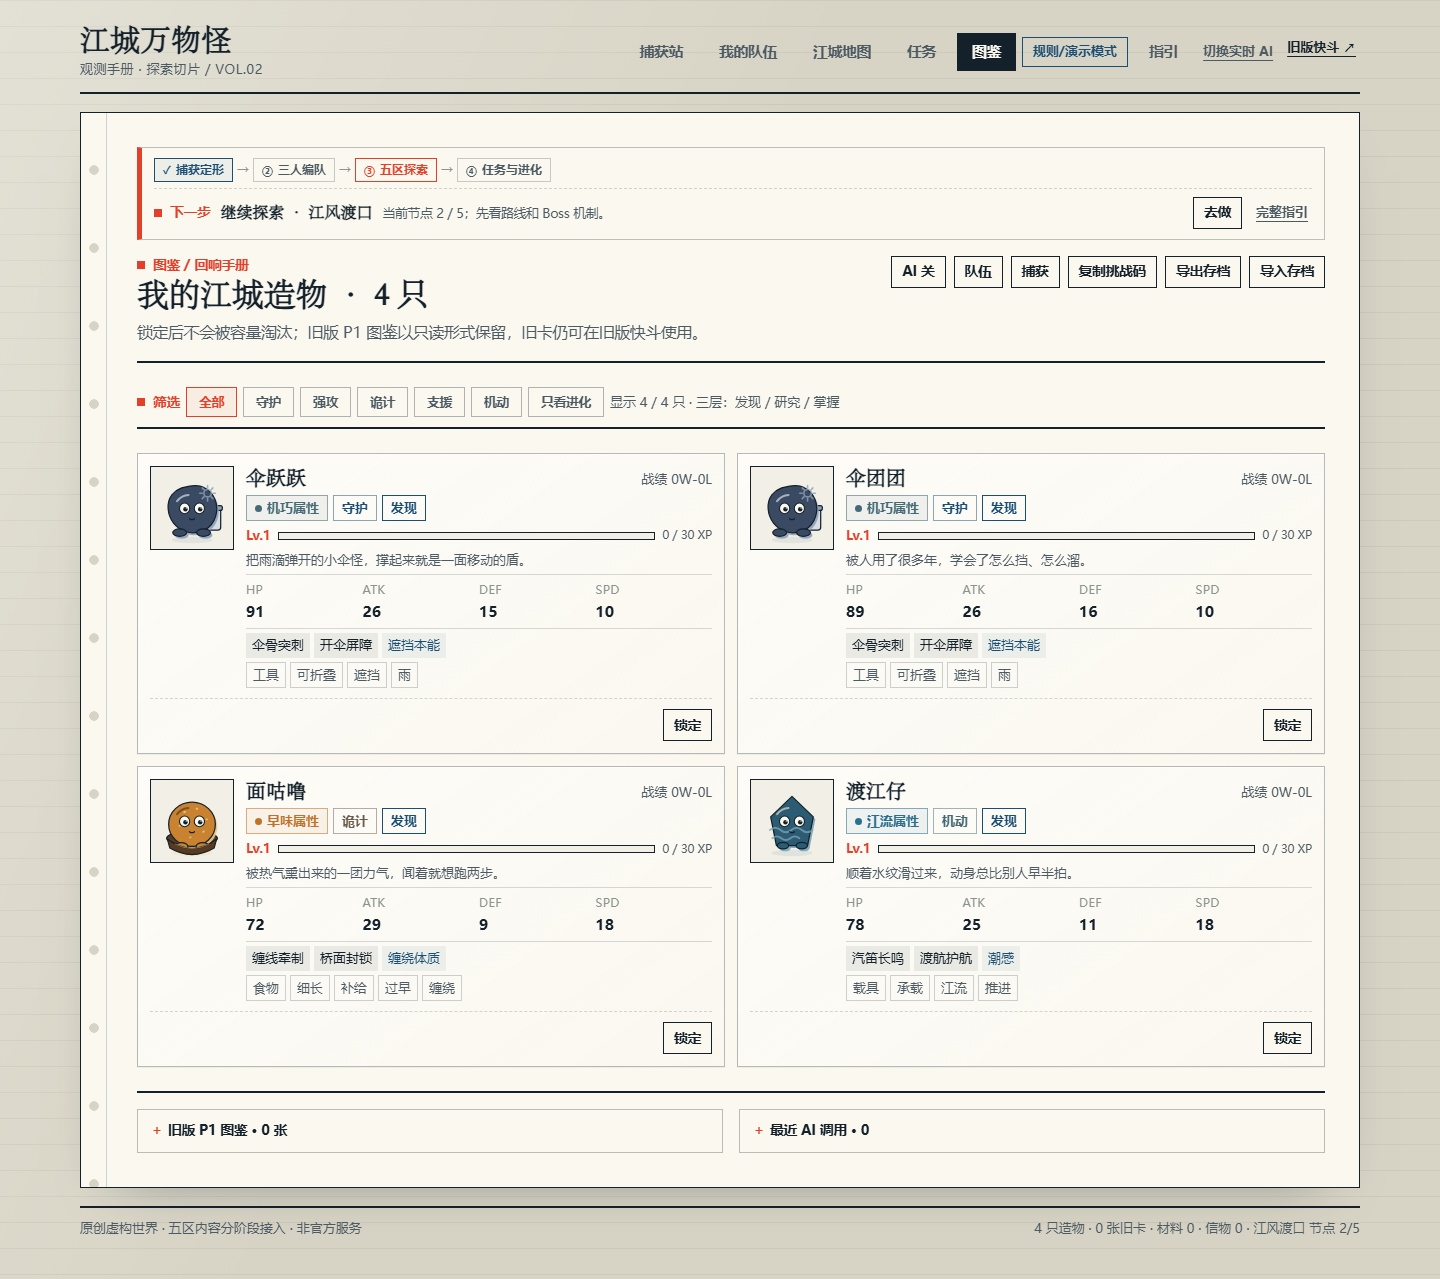 江城万物怪
观测手册 · 探索切片 / VOL.02
捕获站 我的队伍 江城地图 任务 图鉴 规则/演示模式 指引 切换实时 AI 旧版快斗 ↗
✓ 捕获定形 → ② 三人编队 → ③ 五区探索 → ④ 任务与进化
下一步 继续探索 · 江风渡口 当前节点 2 / 5；先看路线和 Boss 机制。 去做 完整指引
图鉴 / 回响手册
我的江城造物 · 4 只
AI 关 队伍 捕获 复制挑战码 导出存档 导入存档
锁定后不会被容量淘汰；旧版 P1 图鉴以只读形式保留，旧卡仍可在旧版快斗使用。
筛选 全部 守护 强攻 诡计 支援 机动 只看进化 显示 4 / 4 只 · 三层：发现 / 研究 / 掌握
伞跃跃 战绩 0W-0L
机巧属性 守护 发现
Lv.1 0 / 30 XP
把雨滴弹开的小伞怪，撑起来就是一面移动的盾。
HP ATK DEF SPD
91 26 15 10
伞骨突刺 开伞屏障 遮挡本能
工具 可折叠 遮挡 雨
锁定
伞团团 战绩 0W-0L
机巧属性 守护 发现
Lv.1 0 / 30 XP
被人用了很多年，学会了怎么挡、怎么溜。
HP ATK DEF SPD
89 26 16 10
伞骨突刺 开伞屏障 遮挡本能
工具 可折叠 遮挡 雨
锁定
面咕噜 战绩 0W-0L
早味属性 诡计 发现
Lv.1 0 / 30 XP
被热气熏出来的一团力气，闻着就想跑两步。
HP ATK DEF SPD
72 29 9 18
缠线牵制 桥面封锁 缠绕体质
食物 细长 补给 过早 缠绕
锁定
渡江仔 战绩 0W-0L
江流属性 机动 发现
Lv.1 0 / 30 XP
顺着水纹滑过来，动身总比别人早半拍。
HP ATK DEF SPD
78 25 11 18
汽笛长鸣 渡航护航 潮感
载具 承载 江流 推进
锁定
+ 旧版 P1 图鉴 • 0 张
+ 最近 AI 调用 • 0
原创虚构世界 · 五区内容分阶段接入 · 非官方服务
4 只造物 · 0 张旧卡 · 材料 0 · 信物 0 · 江风渡口 节点 2/5